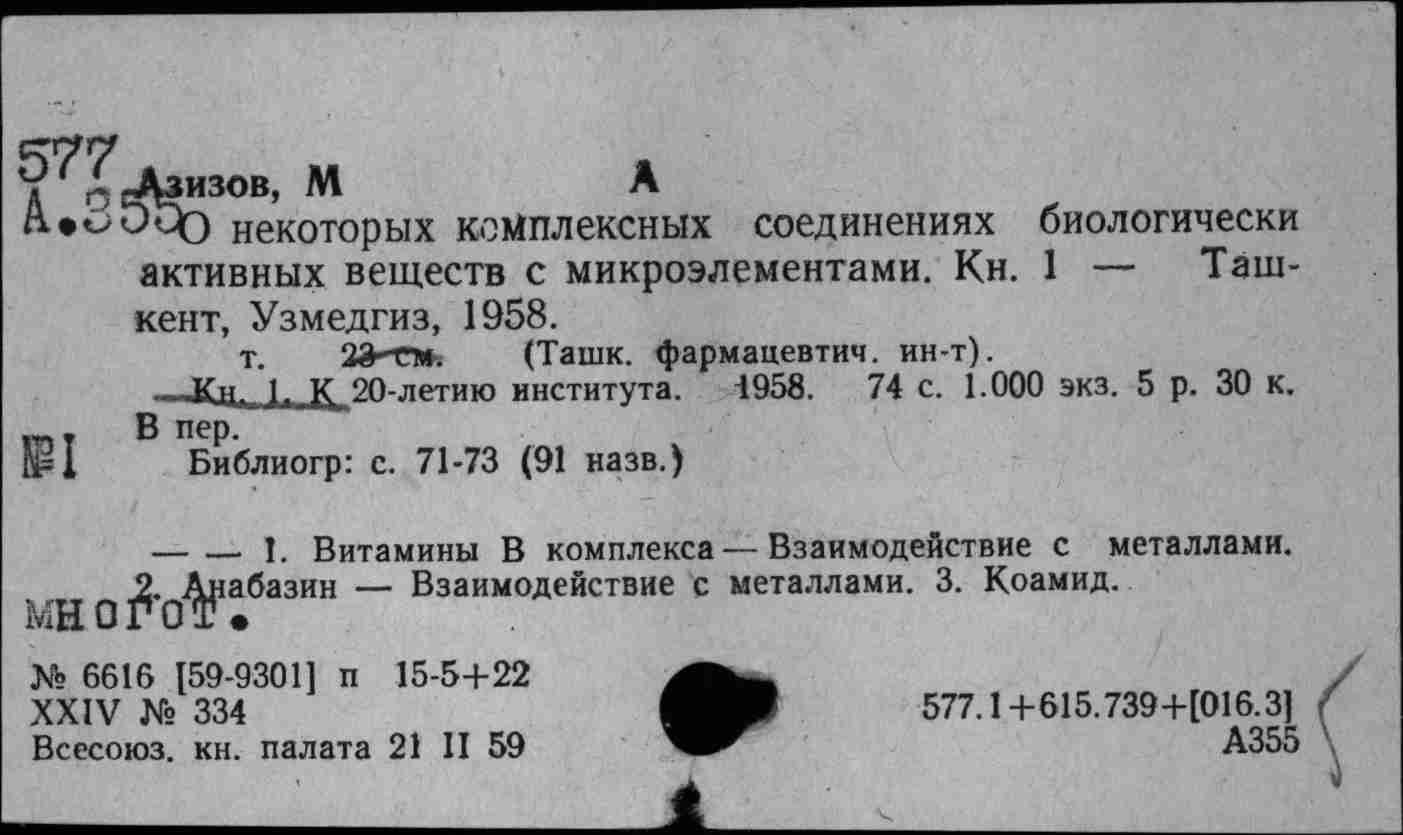 577
Азизов, М А
А.355
О некоторых комплексных соединениях биологически
активных веществ с микроэлементами. Кн. 1 — Таш-
кент, Узмедгиз, 1958.
т. 23 см. (Ташк. фармацевтич. ин-т).
Кн. 1. К 20-летию института. 1958. 74 с. 1.000 экз. 5 р. 30 к.
В пер.
№1
Библиогр: с. 71-73 (91 назв.)
— — 1. Витамины В комплекса — Взаимодействие с металлами.
2. Анабазин — Взаимодействие с металлами. 3. Коамид.
многот.
№ 6616 [59-9301] п 15-5+22
XXIV № 334
Всесоюз. кн. палата 21 II 59
577.1+615.739+[016.3]
А355